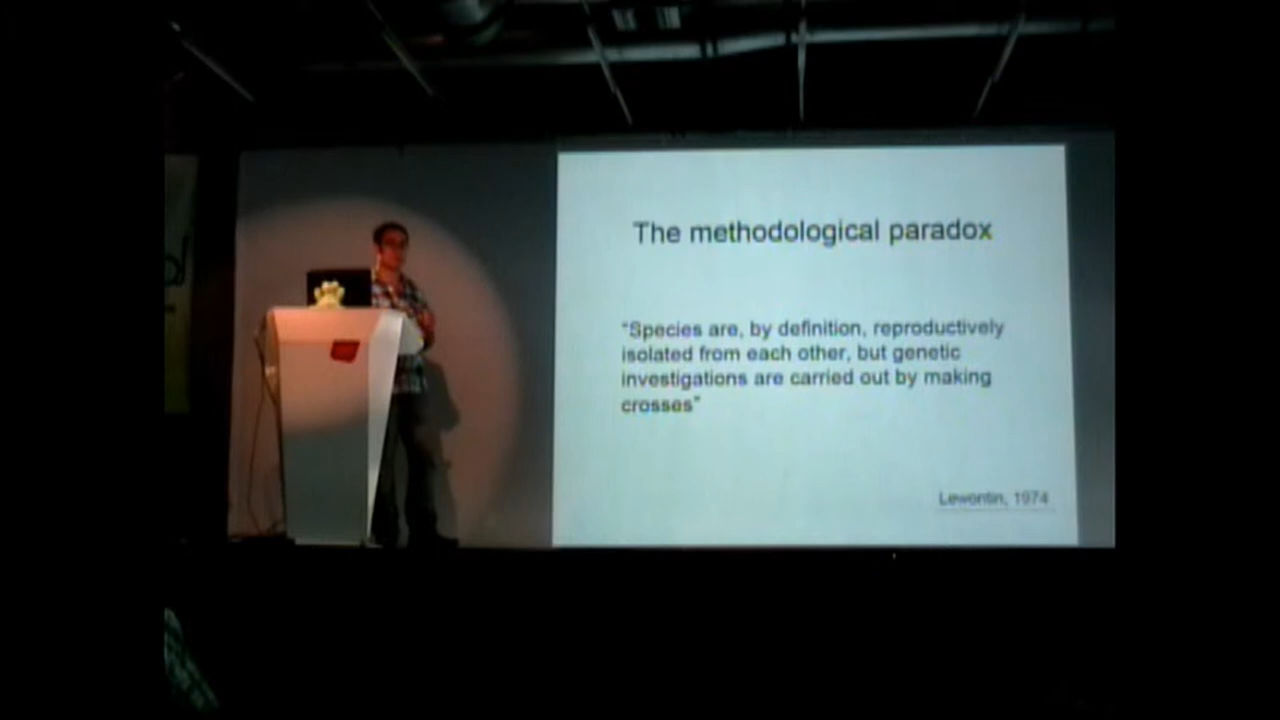 The methodological paradox
"Species are, by definition, reproductively
isolated from each other, but genetic
investigations are carried out by making
crosses"
Lewontin, 1974